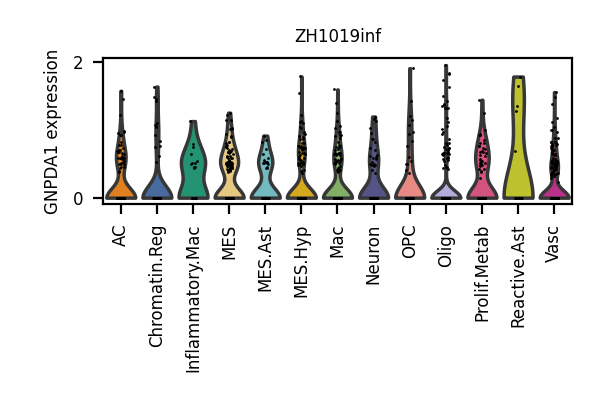 ZH1019inf
GNPDA1 expression
2
0
AC
Chromatin.Reg
Inflammatory.Mac
MES
MES.Ast
MES.Hyp
Mac
Neuron
OPC
Oligo
Prolif.Metab
Reactive.Ast
Vasc